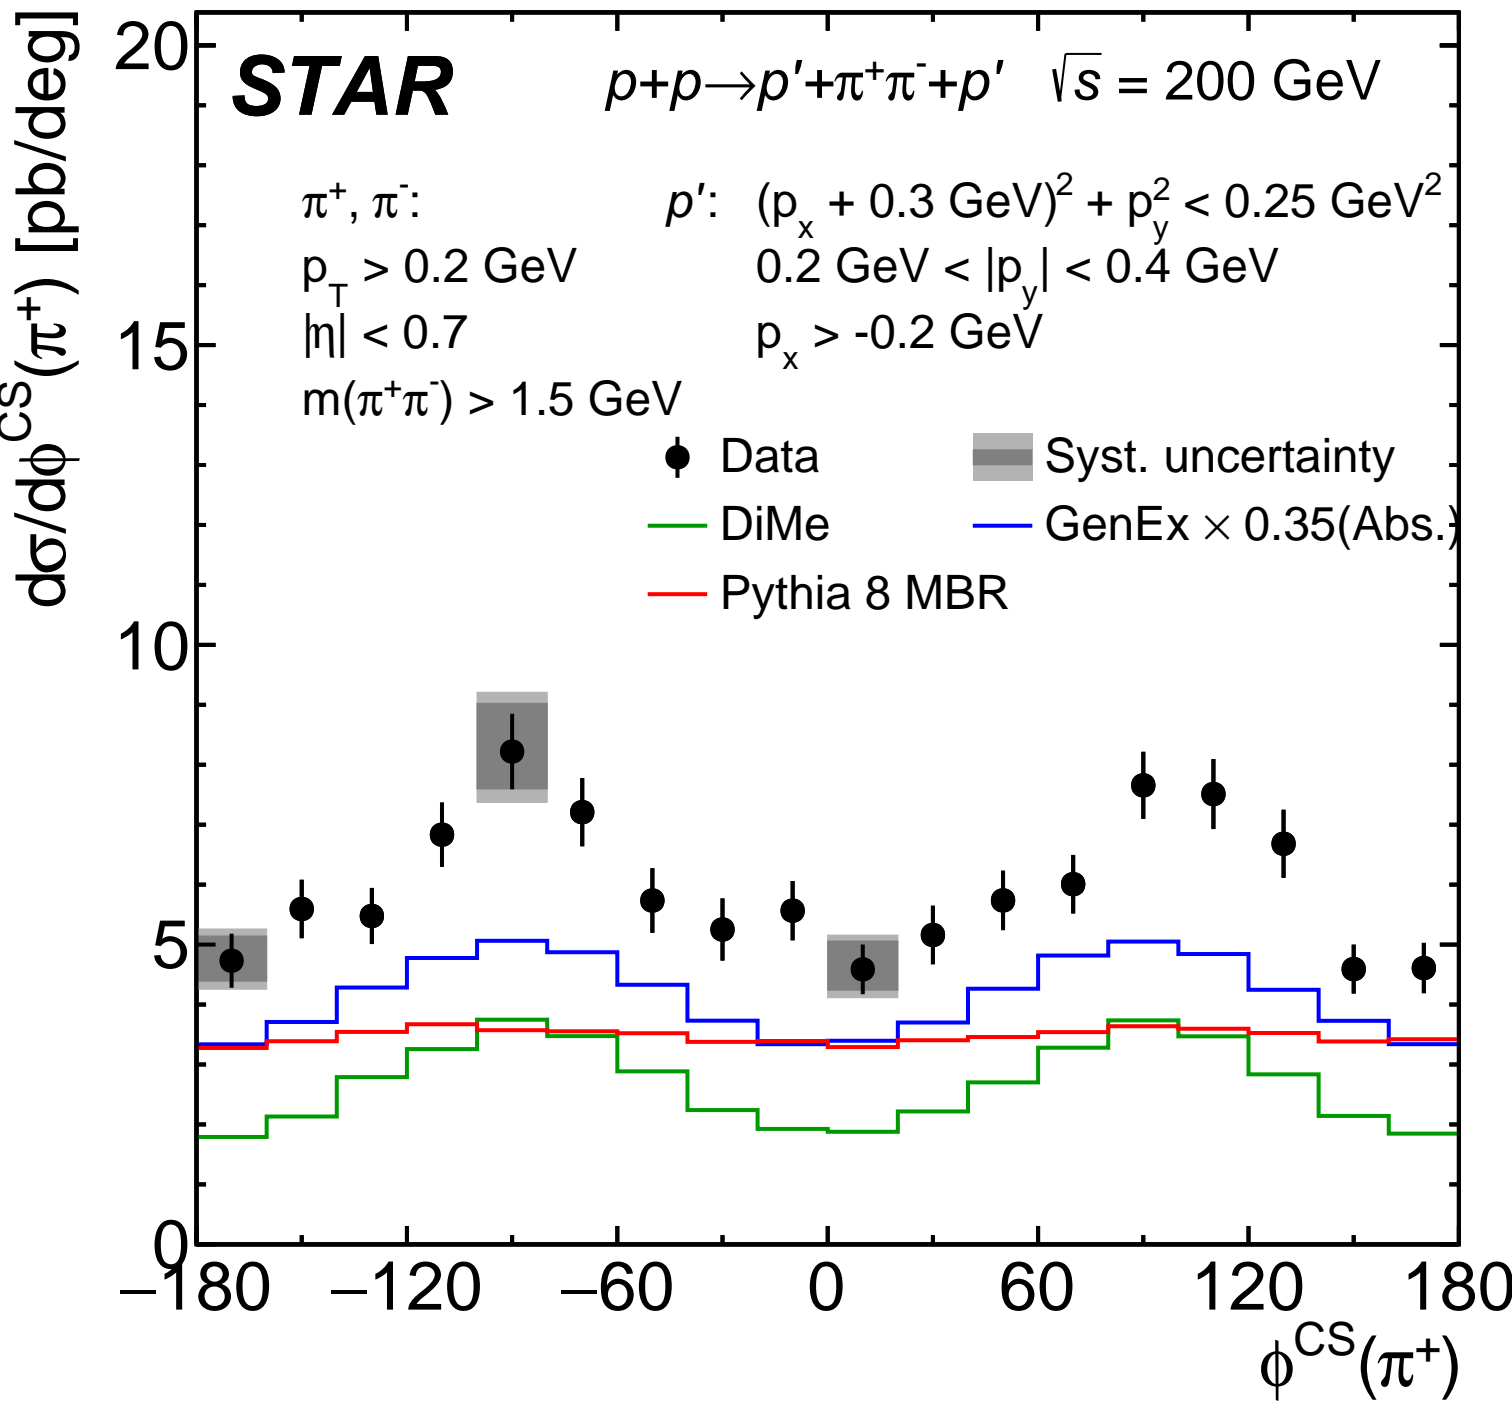 dσ/dϕ^CS(π⁺) [pb/deg]
20
15
10
5
0
STAR
p+p→p′+π⁺π⁻+p′ √s = 200 GeV
π⁺, π⁻:
p_T > 0.2 GeV
|η| < 0.7
m(π⁺π⁻) > 1.5 GeV
p′: (p_x + 0.3 GeV)² + p_y² < 0.25 GeV²
0.2 GeV < |p_y| < 0.4 GeV
p_x > -0.2 GeV
Data
Syst. uncertainty
DiMe
GenEx × 0.35(Abs.)
Pythia 8 MBR
−180 −120 −60 0 60 120 180
ϕ^CS(π⁺)